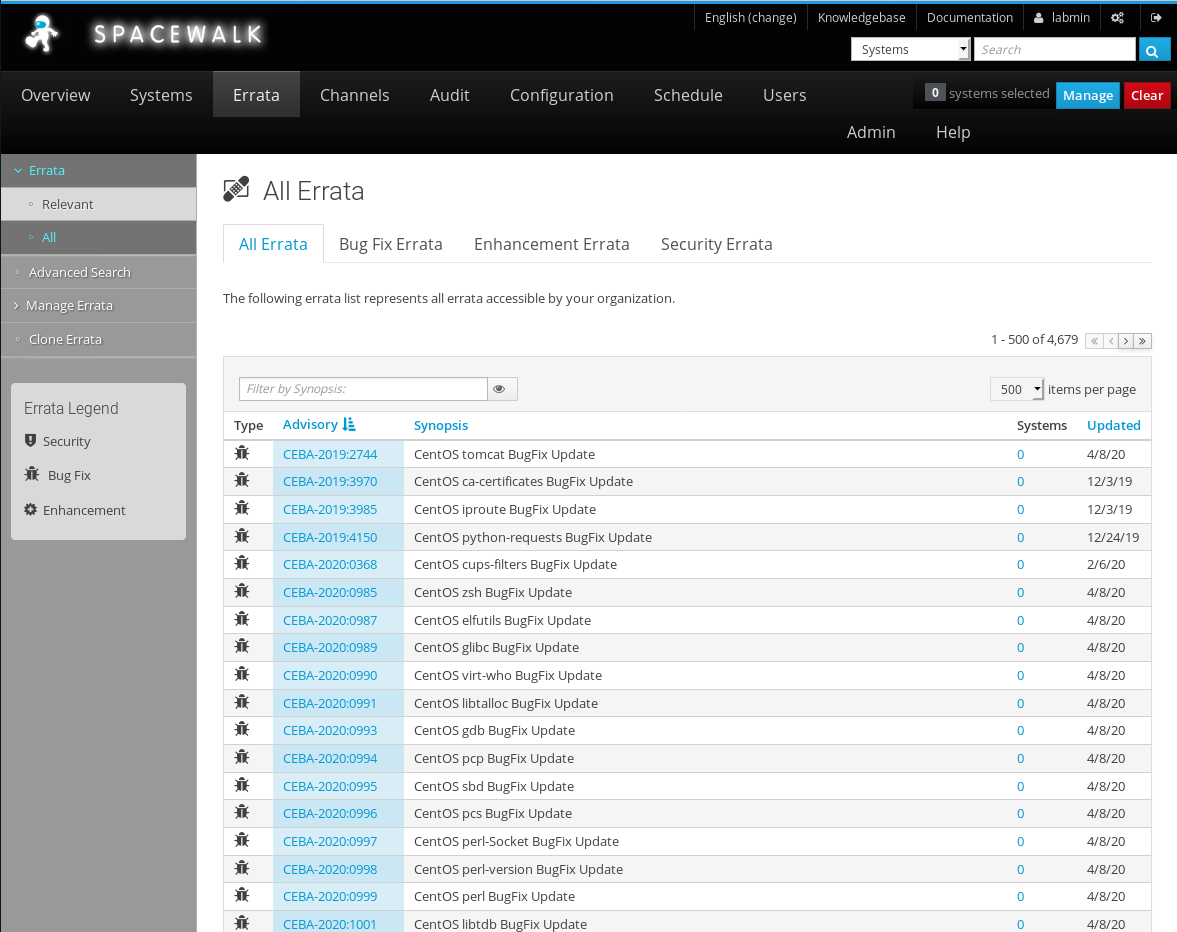 SPACEWALK
English (change) Knowledgebase Documentation labmin
Systems Search
Overview Systems Errata Channels Audit Configuration Schedule Users
0 systems selected Manage Clear
Admin Help
Errata
Relevant
All
Advanced Search
Manage Errata
Clone Errata
Errata Legend
Security
Bug Fix
Enhancement
All Errata
All Errata Bug Fix Errata Enhancement Errata Security Errata
The following errata list represents all errata accessible by your organization.
1 - 500 of 4,679
Filter by Synopsis: 500 items per page
Type Advisory Synopsis Systems Updated
CEBA-2019:2744 CentOS tomcat BugFix Update 0 4/8/20
CEBA-2019:3970 CentOS ca-certificates BugFix Update 0 12/3/19
CEBA-2019:3985 CentOS iproute BugFix Update 0 12/3/19
CEBA-2019:4150 CentOS python-requests BugFix Update 0 12/24/19
CEBA-2020:0368 CentOS cups-filters BugFix Update 0 2/6/20
CEBA-2020:0985 CentOS zsh BugFix Update 0 4/8/20
CEBA-2020:0987 CentOS elfutils BugFix Update 0 4/8/20
CEBA-2020:0989 CentOS glibc BugFix Update 0 4/8/20
CEBA-2020:0990 CentOS virt-who BugFix Update 0 4/8/20
CEBA-2020:0991 CentOS libtalloc BugFix Update 0 4/8/20
CEBA-2020:0993 CentOS gdb BugFix Update 0 4/8/20
CEBA-2020:0994 CentOS pcp BugFix Update 0 4/8/20
CEBA-2020:0995 CentOS sbd BugFix Update 0 4/8/20
CEBA-2020:0996 CentOS pcs BugFix Update 0 4/8/20
CEBA-2020:0997 CentOS perl-Socket BugFix Update 0 4/8/20
CEBA-2020:0998 CentOS perl-version BugFix Update 0 4/8/20
CEBA-2020:0999 CentOS perl BugFix Update 0 4/8/20
CEBA-2020:1001 CentOS libtdb BugFix Update 0 4/8/20